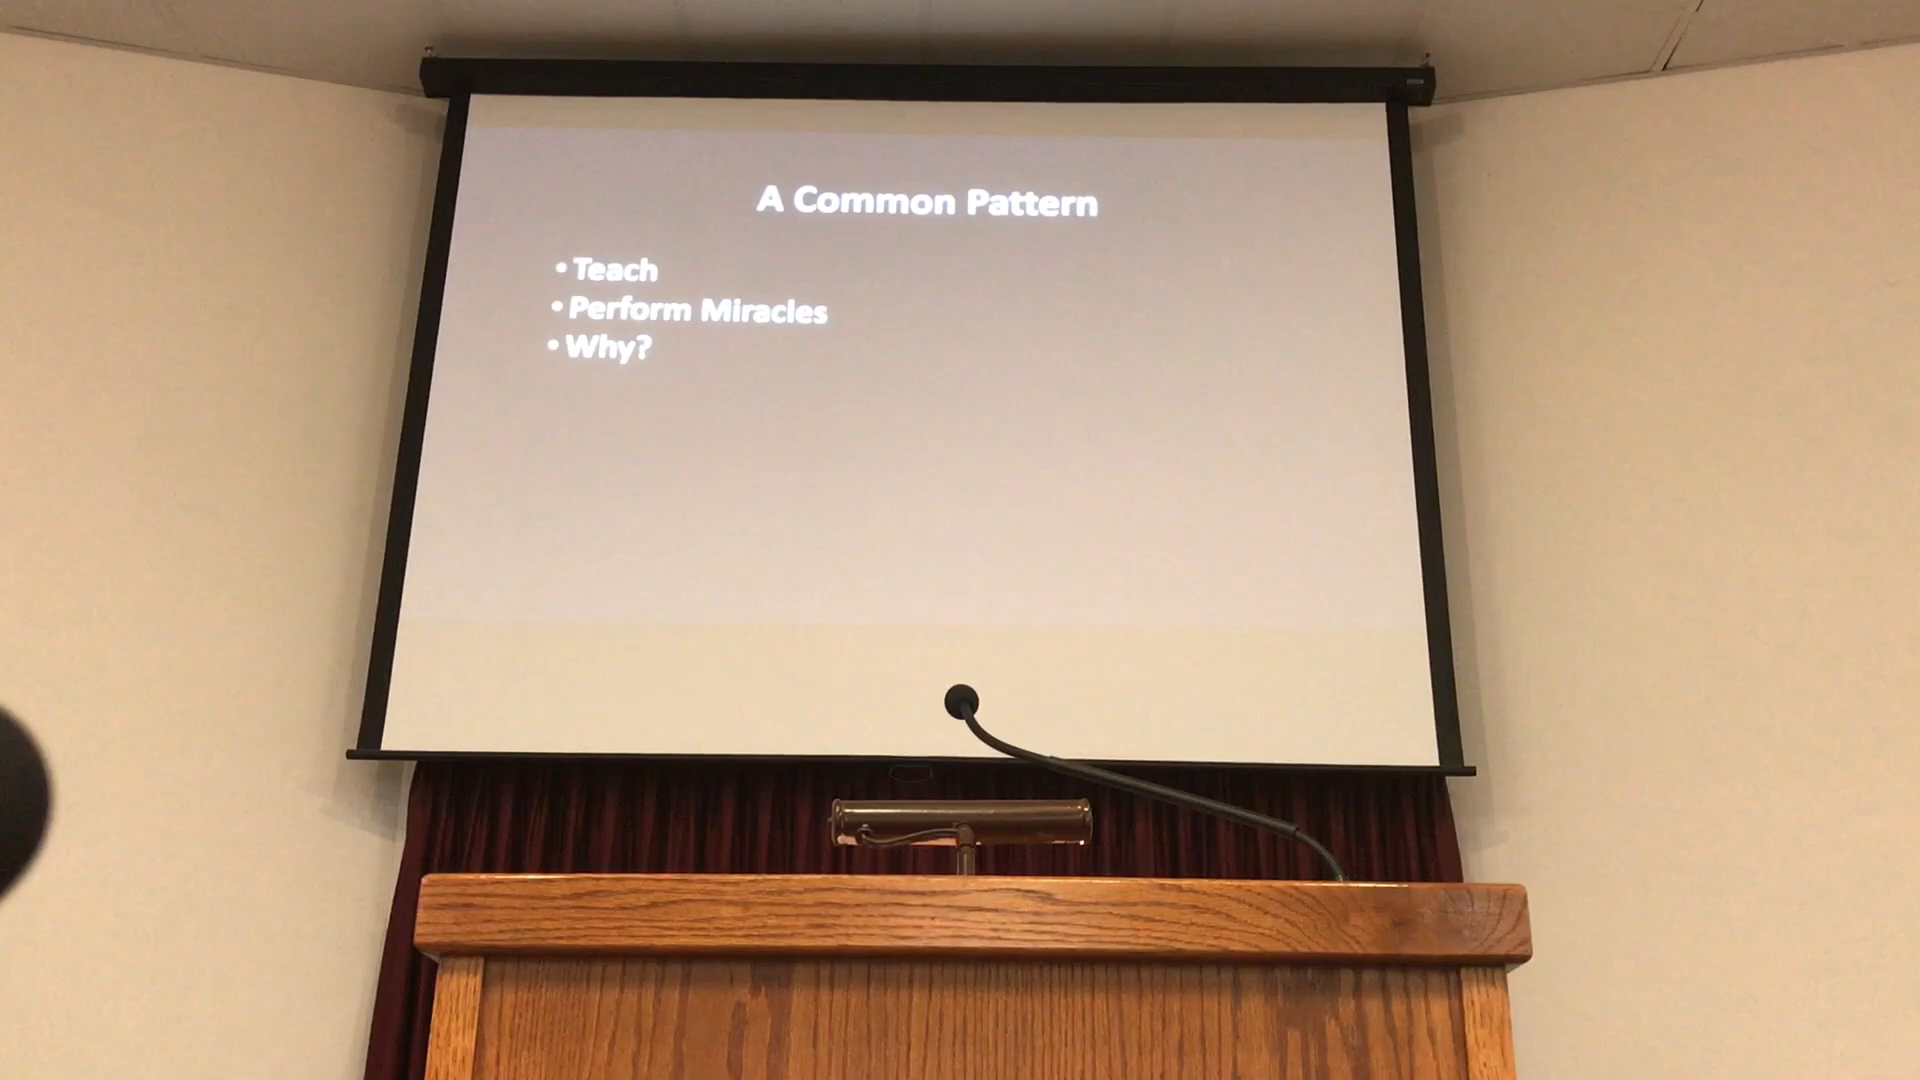 A Common Pattern
• Teach
• Perform Miracles
• Why?